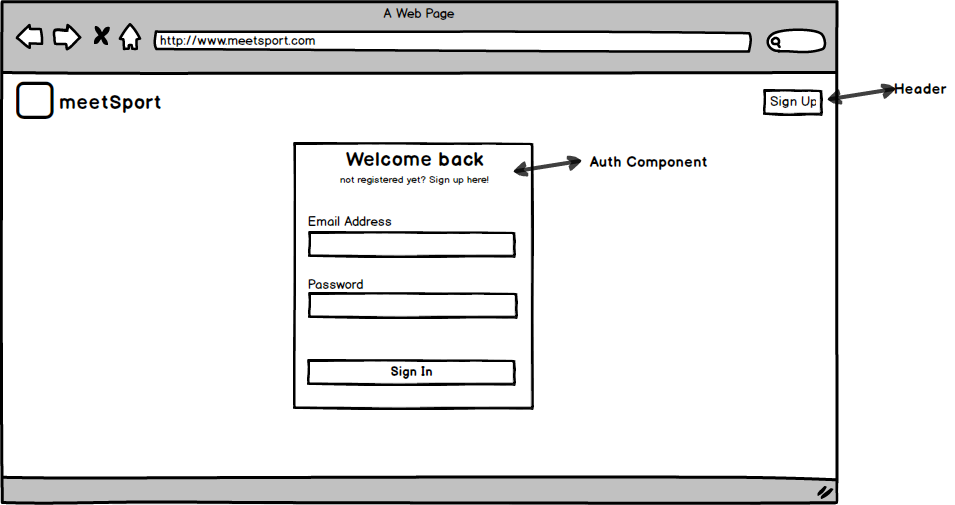 A Web Page
http://www.meetsport.com
meetSport
Sign Up
Header
Welcome back
Auth Component
not registered yet? Sign up here!
Email Address
Password
Sign In